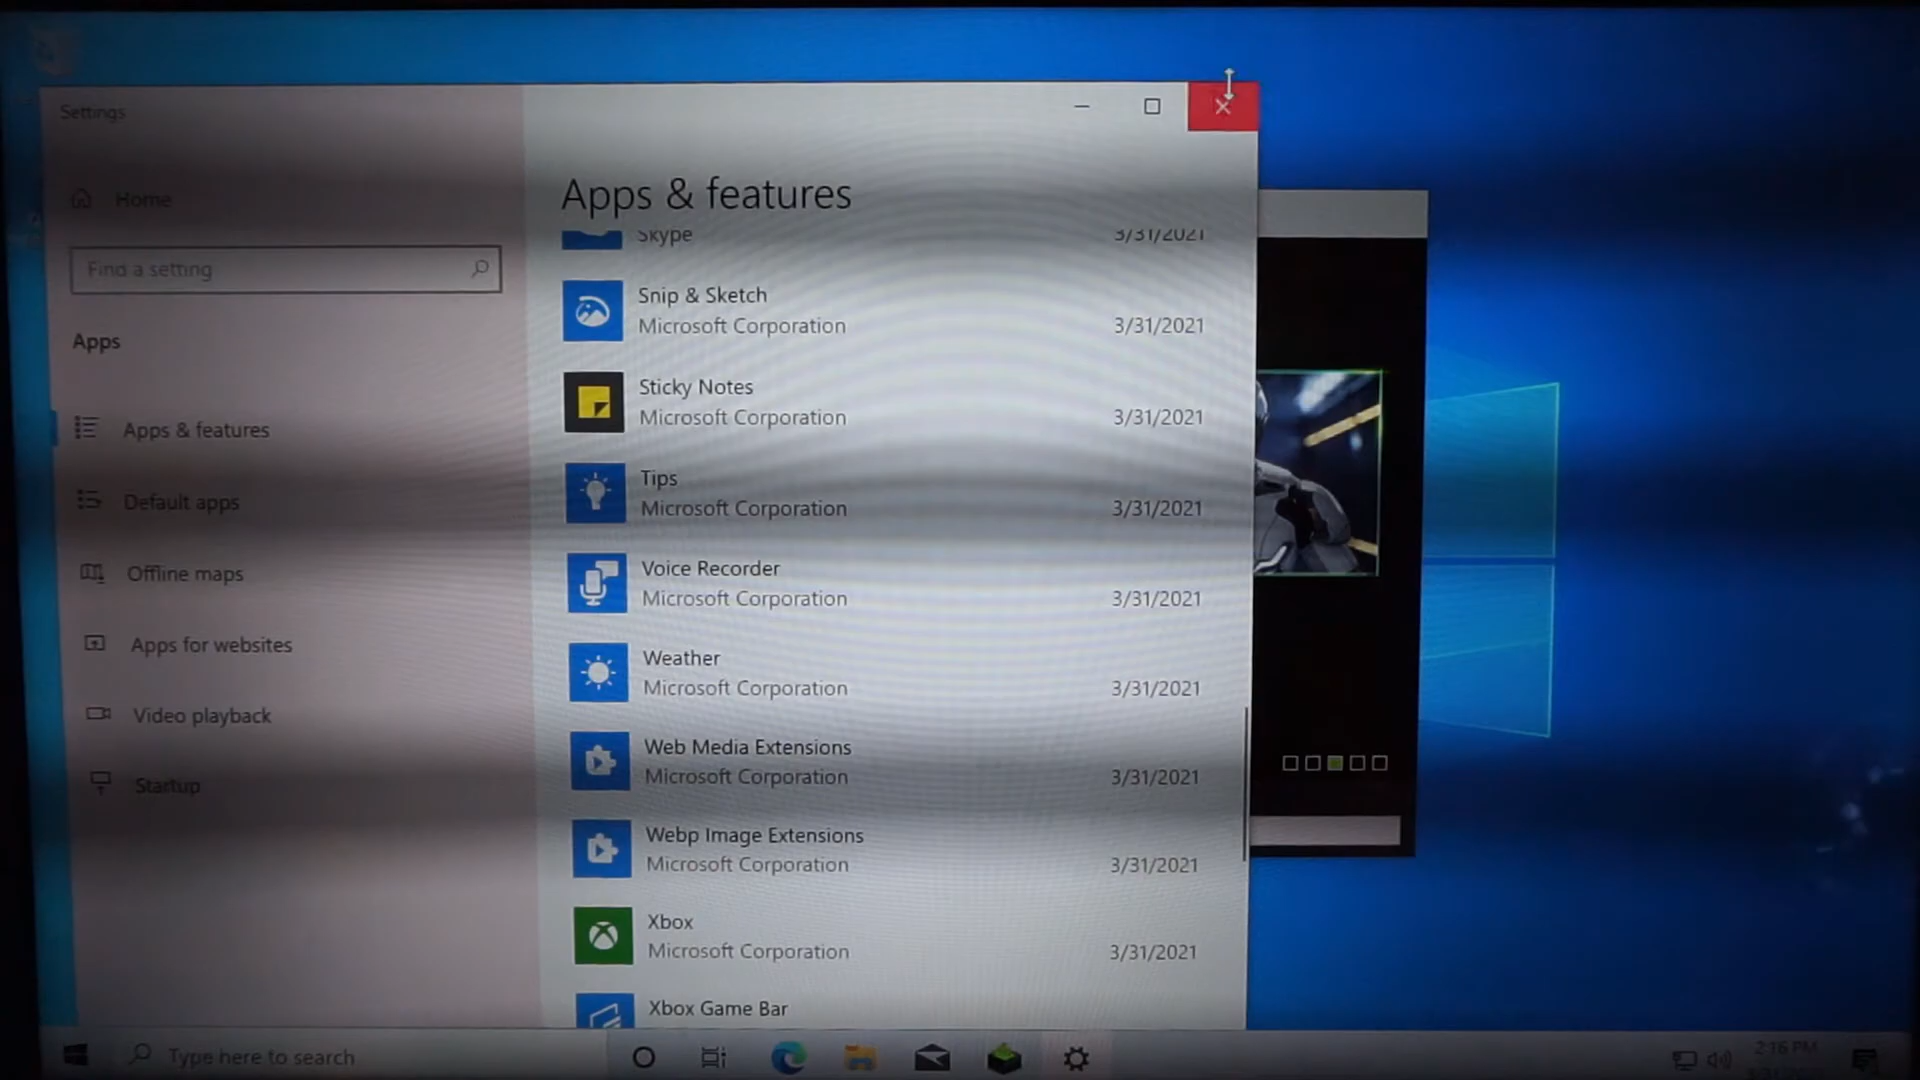 Settings
Home
Find a setting
Apps
Apps & features
Default apps
Offline maps
Apps for websites
Video playback
Startup
Apps & features
Skype 3/31/2021
Snip & Sketch
Microsoft Corporation 3/31/2021
Sticky Notes
Microsoft Corporation 3/31/2021
Tips
Microsoft Corporation 3/31/2021
Voice Recorder
Microsoft Corporation 3/31/2021
Weather
Microsoft Corporation 3/31/2021
Web Media Extensions
Microsoft Corporation 3/31/2021
Webp Image Extensions
Microsoft Corporation 3/31/2021
Xbox
Microsoft Corporation 3/31/2021
Xbox Game Bar
Type here to search
2:16 PM